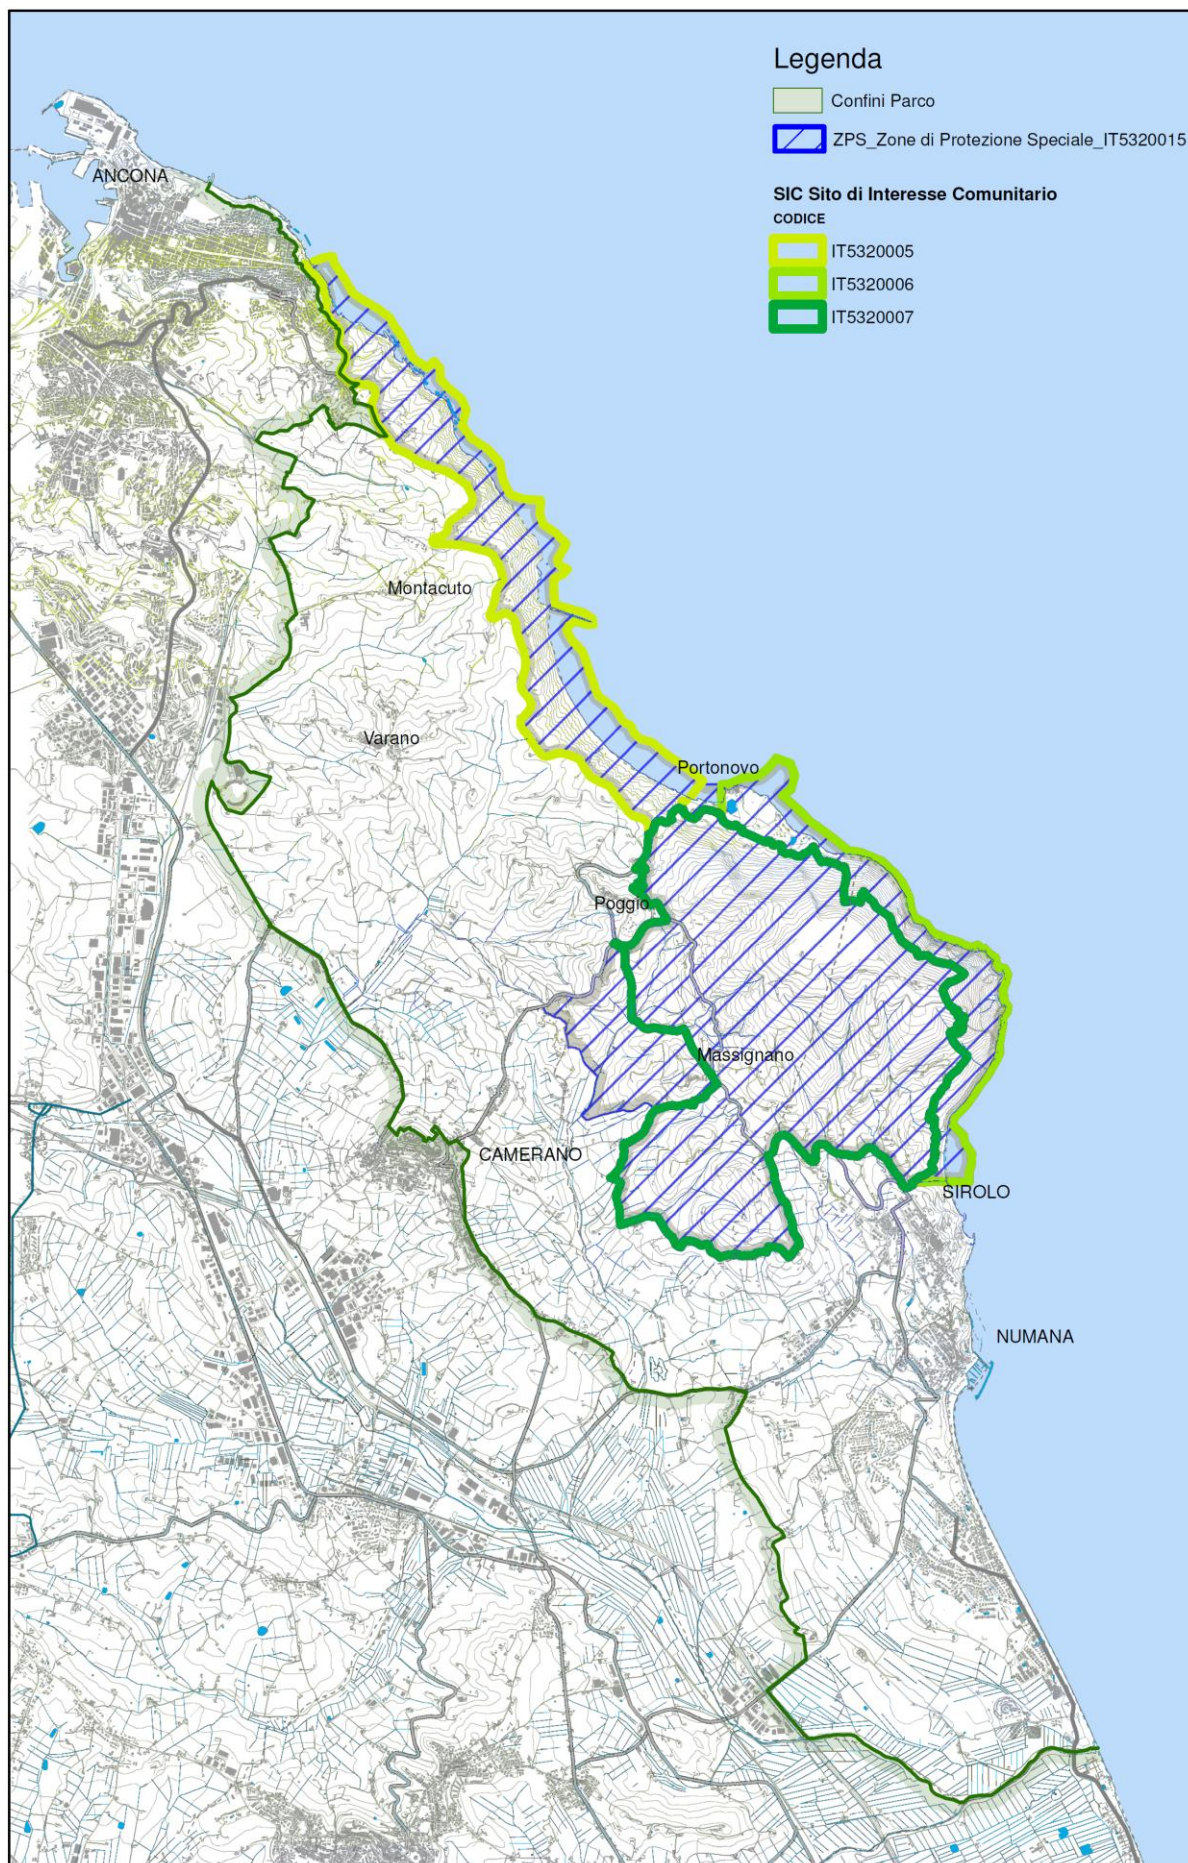 Legenda
Confini Parco
ZPS_Zone di Protezione Speciale_IT5320015
SIC Sito di Interesse Comunitario
CODICE
IT5320005
IT5320006
IT5320007
ANCONA
Montacuto
Varano
Portonovo
Poggio
Massignano
CAMERANO
SIROLO
NUMANA